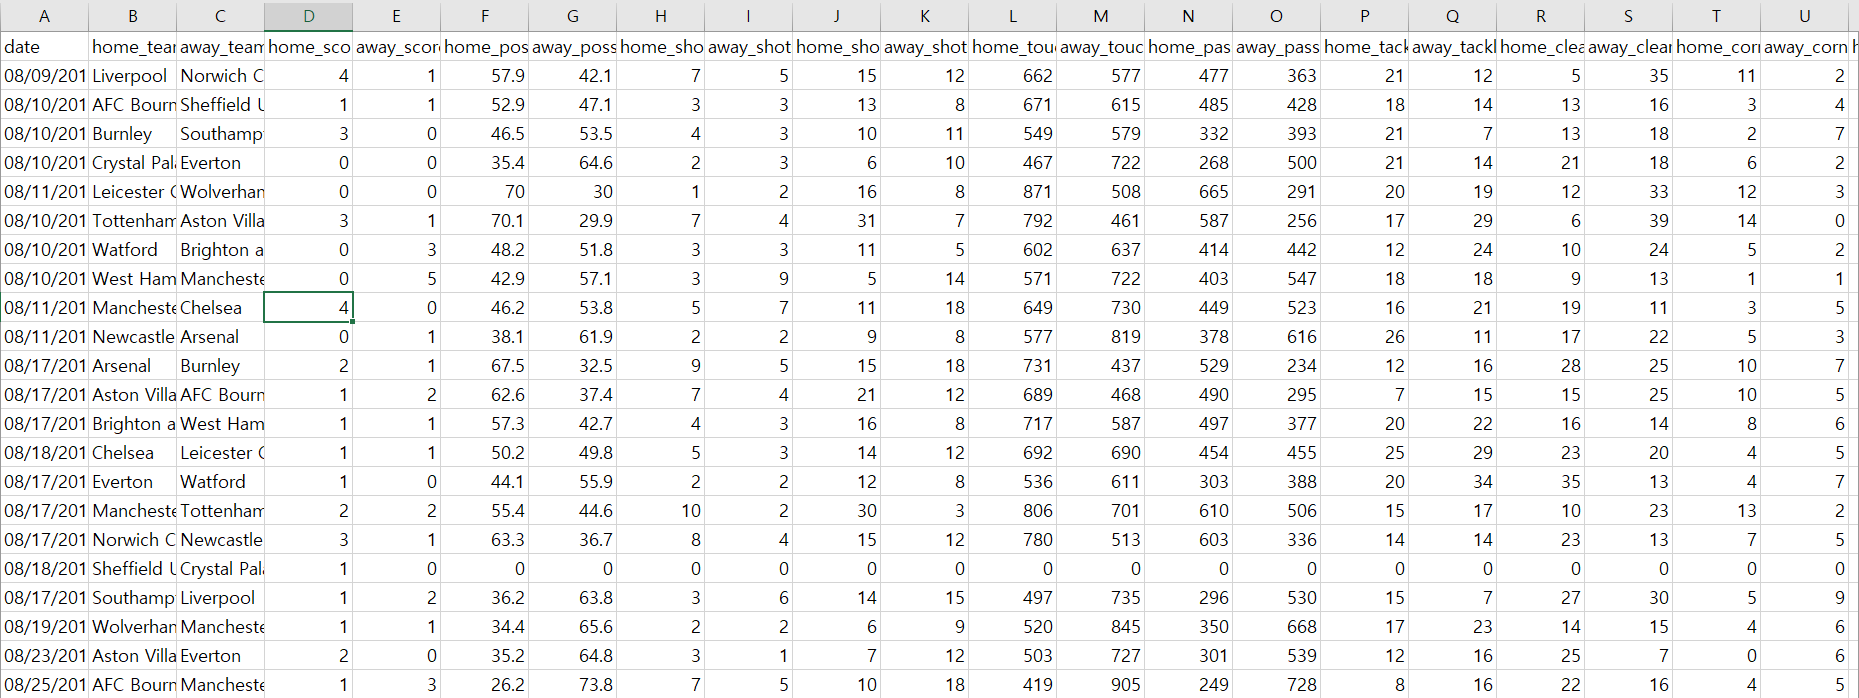 A B C D E F G H I J K L M N O P Q R S T U
date home_tear away_team home_sco away_scor home_pos away_poss home_sho away_shot home_sho away_shot home_tou away_touc home_pas away_pass home_tack away_tackl home_clea away_clear home_corr away_corn h
08/09/201 Liverpool Norwich C 4 1 57.9 42.1 7 5 15 12 662 577 477 363 21 12 5 35 11 2
08/10/201 AFC Bourn Sheffield U 1 1 52.9 47.1 3 3 13 8 671 615 485 428 18 14 13 16 3 4
08/10/201 Burnley Southamp 3 0 46.5 53.5 4 3 10 11 549 579 332 393 21 7 13 18 2 7
08/10/201 Crystal Pala Everton 0 0 35.4 64.6 2 3 6 10 467 722 268 500 21 14 21 18 6 2
08/11/201 Leicester C Wolverhan 0 0 70 30 1 2 16 8 871 508 665 291 20 19 12 33 12 3
08/10/201 Tottenham Aston Villa 3 1 70.1 29.9 7 4 31 7 792 461 587 256 17 29 6 39 14 0
08/10/201 Watford Brighton a 0 3 48.2 51.8 3 3 11 5 602 637 414 442 12 24 10 24 5 2
08/10/201 West Ham Mancheste 0 5 42.9 57.1 3 9 5 14 571 722 403 547 18 18 9 13 1 1
08/11/201 Mancheste Chelsea 4 0 46.2 53.8 5 7 11 18 649 730 449 523 16 21 19 11 3 5
08/11/201 Newcastle Arsenal 0 1 38.1 61.9 2 2 9 8 577 819 378 616 26 11 17 22 5 3
08/17/201 Arsenal Burnley 2 1 67.5 32.5 9 5 15 18 731 437 529 234 12 16 28 25 10 7
08/17/201 Aston Villa AFC Bourn 1 2 62.6 37.4 7 4 21 12 689 468 490 295 7 15 15 25 10 5
08/17/201 Brighton a West Ham 1 1 57.3 42.7 4 3 16 8 717 587 497 377 20 22 16 14 8 6
08/18/201 Chelsea Leicester C 1 1 50.2 49.8 5 3 14 12 692 690 454 455 25 29 23 20 4 5
08/17/201 Everton Watford 1 0 44.1 55.9 2 2 12 8 536 611 303 388 20 34 35 13 4 7
08/17/201 Mancheste Tottenham 2 2 55.4 44.6 10 2 30 3 806 701 610 506 15 17 10 23 13 2
08/17/201 Norwich C Newcastle 3 1 63.3 36.7 8 4 15 12 780 513 603 336 14 14 23 13 7 5
08/18/201 Sheffield U Crystal Pala 1 0 0 0 0 0 0 0 0 0 0 0 0 0 0 0 0 0
08/17/201 Southamp Liverpool 1 2 36.2 63.8 3 6 14 15 497 735 296 530 15 7 27 30 5 9
08/19/201 Wolverhan Mancheste 1 1 34.4 65.6 2 2 6 9 520 845 350 668 17 23 14 15 4 6
08/23/201 Aston Villa Everton 2 0 35.2 64.8 3 1 7 12 503 727 301 539 12 16 25 7 0 6
08/25/201 AFC Bourn Mancheste 1 3 26.2 73.8 7 5 10 18 419 905 249 728 8 16 22 16 4 5